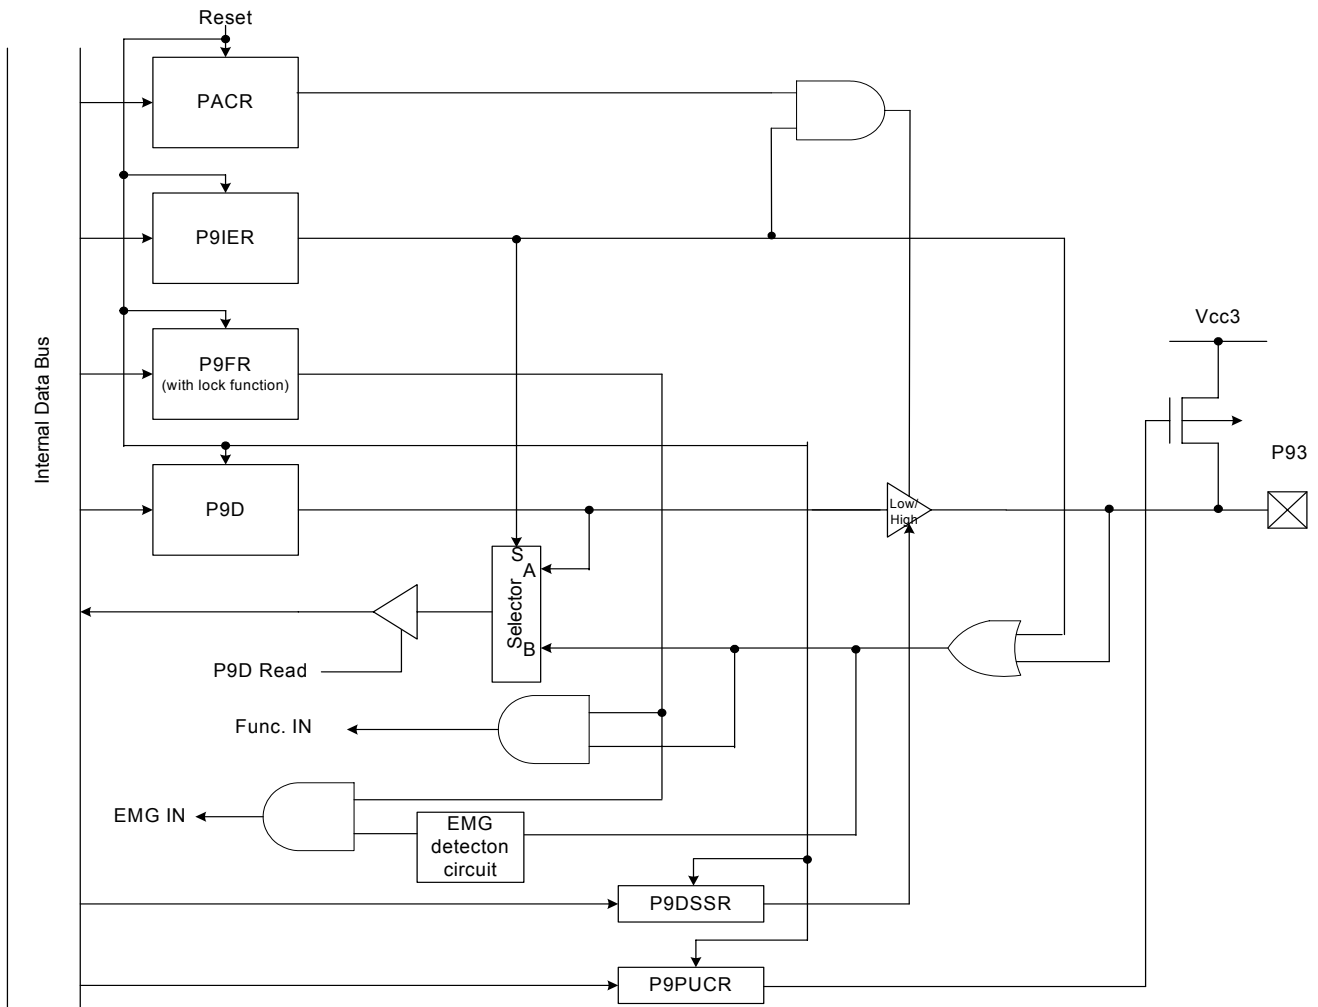 Reset
PACR
P9IER
P9FR
(with lock function)
Internal Data Bus
Vcc3
P93
P9D
Low/
High
S
A
Selector
B
P9D Read
Func. IN
EMG IN
EMG
detecton
circuit
P9DSSR
P9PUCR